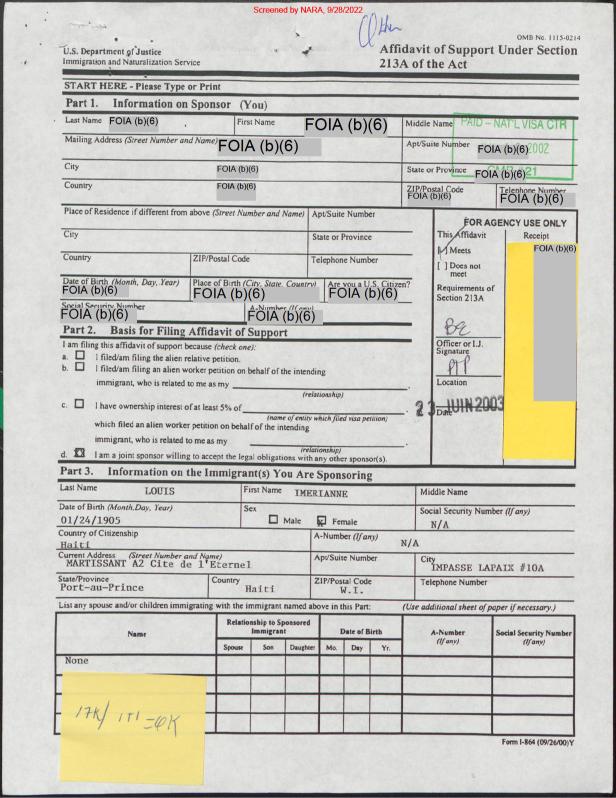 Screened by NARA, 9/28/2022
Other
OMB No. 1115-0214
U.S. Department of Justice
Immigration and Naturalization Service
Affidavit of Support Under Section
213A of the Act
START HERE - Please Type or Print
Part 1. Information on Sponsor (You)
Last Name FOIA (b)(6) First Name FOIA (b)(6) Middle Name
PAID - NAT'L VISA CTR
Mailing Address (Street Number and Name) FOIA (b)(6) Apt/Suite Number FOIA (b)(6) 2002
City FOIA (b)(6) State or Province FOIA (b)(6) 21
Country FOIA (b)(6) ZIP/Postal Code FOIA (b)(6) Telephone Number FOIA (b)(6)
Place of Residence if different from above (Street Number and Name) Apt/Suite Number
City State or Province
Country ZIP/Postal Code Telephone Number
Date of Birth (Month, Day, Year) FOIA (b)(6) Place of Birth (City, State, Country) FOIA (b)(6) Are you a U.S. Citizen? FOIA (b)(6)
Social Security Number FOIA (b)(6) A-Number (If any) FOIA (b)(6)
FOR AGENCY USE ONLY
This Affidavit Receipt
[✓] Meets FOIA (b)(6)
[ ] Does not
meet
Requirements of
Section 213A
Officer or I.J.
Signature
PTP
Location
23 JUIN 2003
Date
Part 2. Basis for Filing Affidavit of Support
I am filing this affidavit of support because (check one):
a. ☐ I filed/am filing the alien relative petition.
b. ☐ I filed/am filing an alien worker petition on behalf of the intending
immigrant, who is related to me as my
(relationship)
c. ☐ I have ownership interest of at least 5% of
(name of entity which filed visa petition)
which filed an alien worker petition on behalf of the intending
immigrant, who is related to me as my
(relationship)
d. ☒ I am a joint sponsor willing to accept the legal obligations with any other sponsor(s).
Part 3. Information on the Immigrant(s) You Are Sponsoring
Last Name LOUIS First Name IMERIANNE Middle Name
Date of Birth (Month,Day, Year) Sex Social Security Number (If any)
01/24/1905 ☐ Male ☒ Female N/A
Country of Citizenship A-Number (If any)
Haiti N/A
Current Address (Street Number and Name) Apt/Suite Number City
MARTISSANT A2 Cite de l'Eternel IMPASSE LAPAIX #10A
State/Province Country ZIP/Postal Code Telephone Number
Port-au-Prince Haiti W.I.
List any spouse and/or children immigrating with the immigrant named above in this Part: (Use additional sheet of paper if necessary.)
Name Relationship to Sponsored Immigrant Date of Birth A-Number (If any) Social Security Number (If any)
Spouse Son Daughter Mo. Day Yr.
None
17K/
Form I-864 (09/26/00)Y